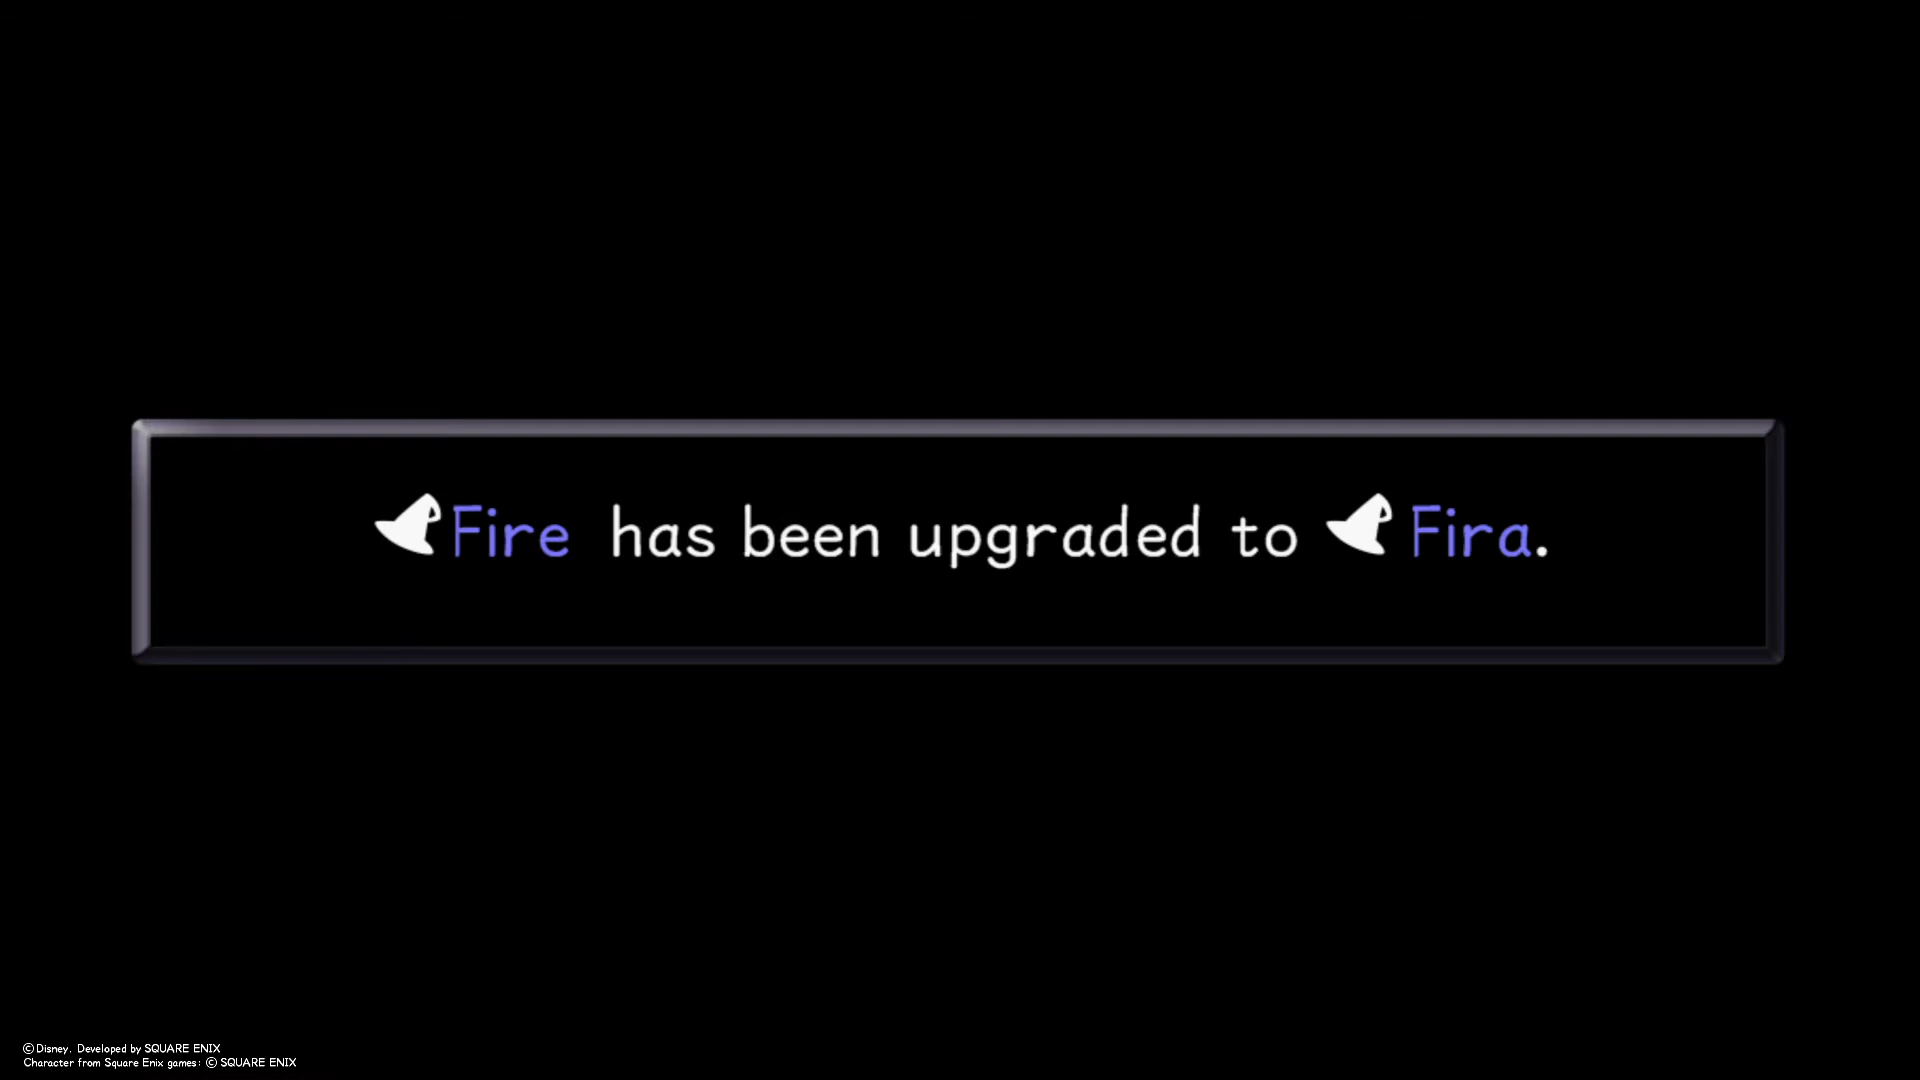 Fire has been upgraded to Fira.
©Disney. Developed by SQUARE ENIX
Character from Square Enix games: © SQUARE ENIX